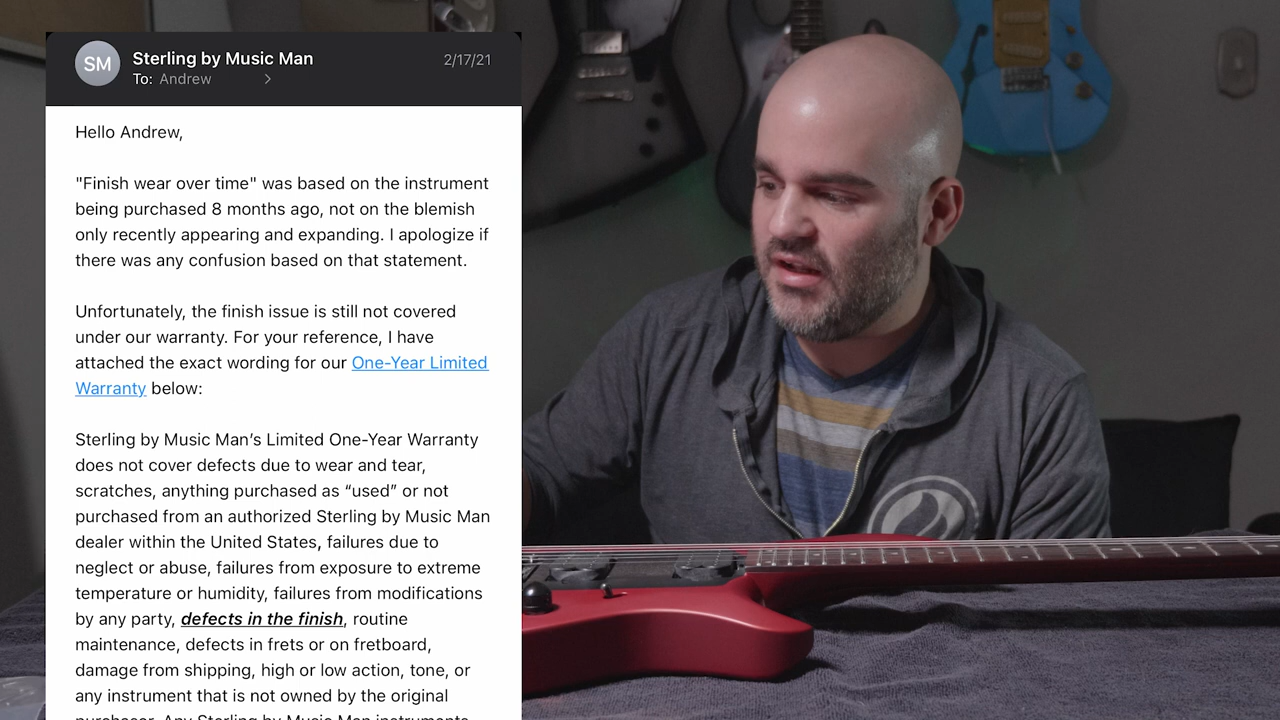 SM
Sterling by Music Man
2/17/21
To: Andrew
Hello Andrew,
"Finish wear over time" was based on the instrument
being purchased 8 months ago, not on the blemish
only recently appearing and expanding. I apologize if
there was any confusion based on that statement.
Unfortunately, the finish issue is still not covered
under our warranty. For your reference, I have
attached the exact wording for our One-Year Limited
Warranty below:
Sterling by Music Man’s Limited One-Year Warranty
does not cover defects due to wear and tear,
scratches, anything purchased as “used” or not
purchased from an authorized Sterling by Music Man
dealer within the United States, failures due to
neglect or abuse, failures from exposure to extreme
temperature or humidity, failures from modifications
by any party, defects in the finish, routine
maintenance, defects in frets or on fretboard,
damage from shipping, high or low action, tone, or
any instrument that is not owned by the original
purchaser. Any Sterling by Music Man instruments